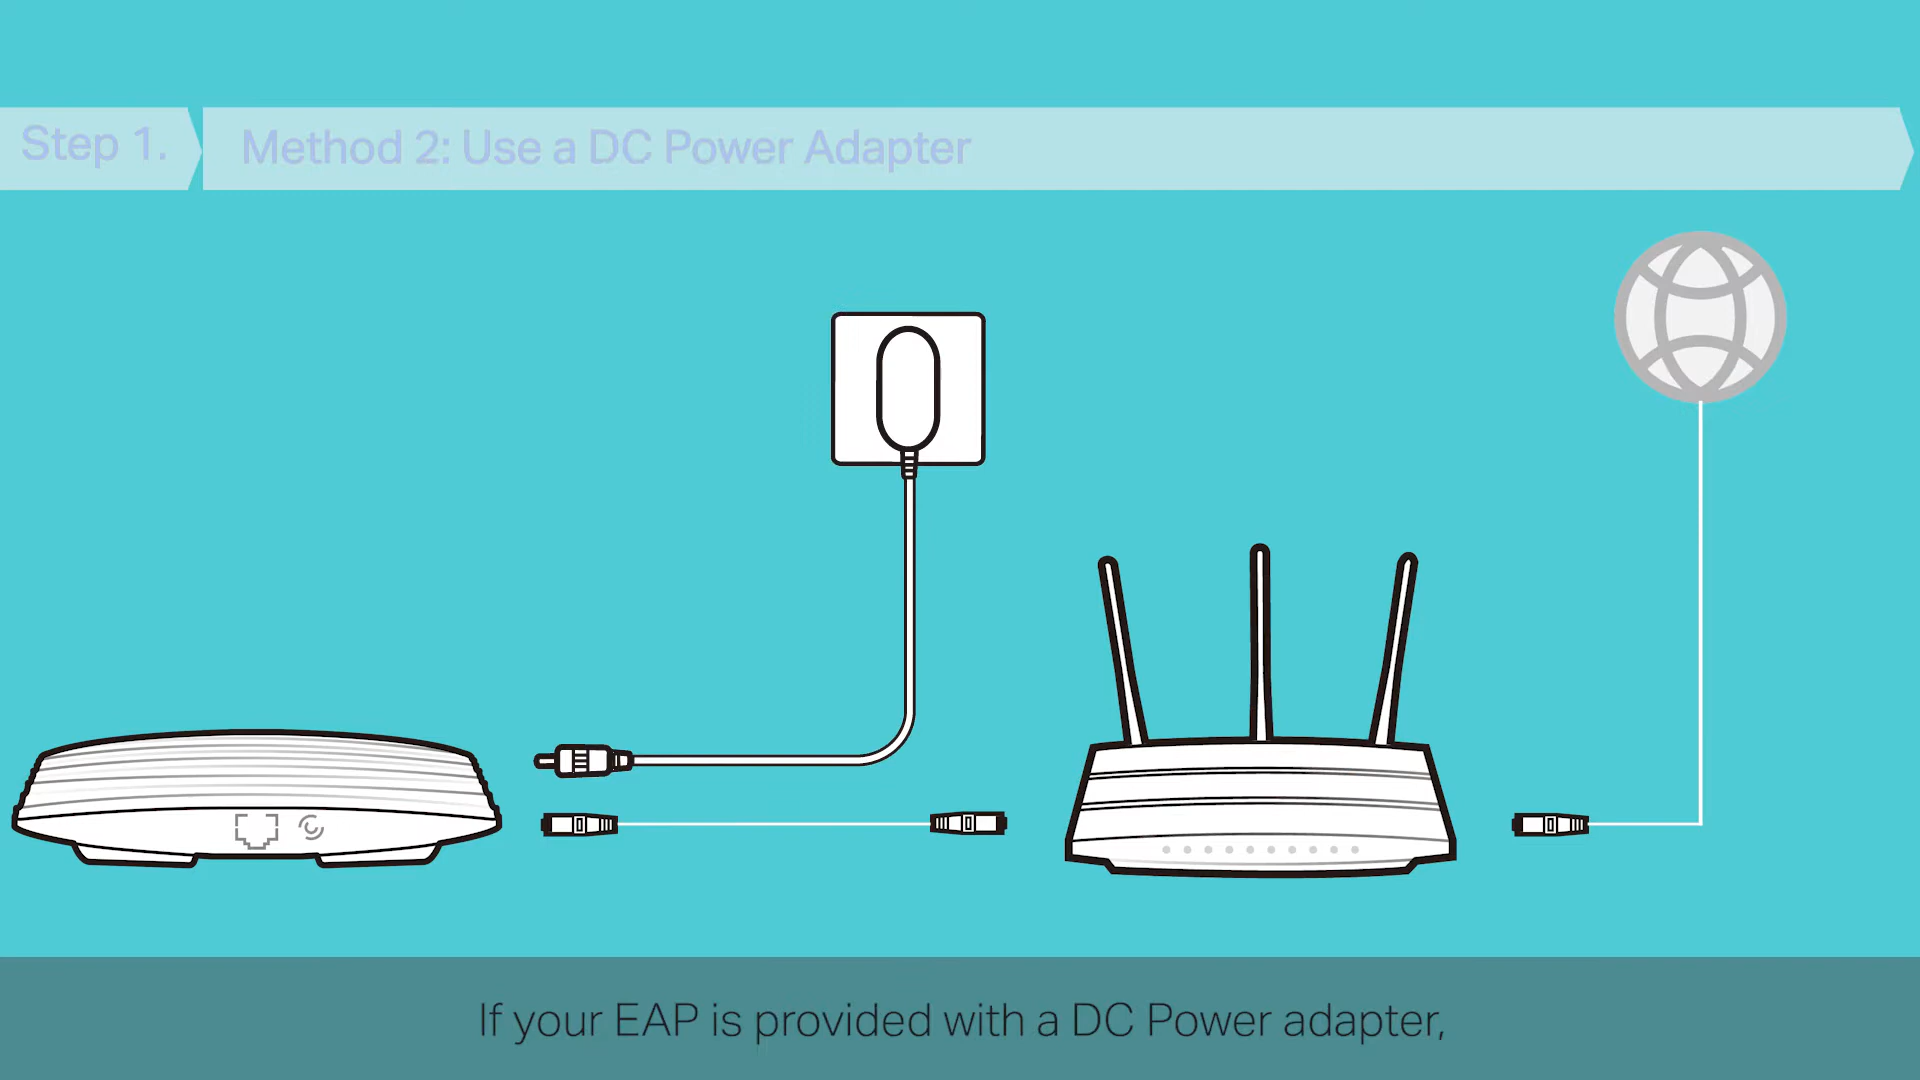 Step 1.
Method 2: Use a DC Power Adapter
If your EAP is provided with a DC Power adapter,